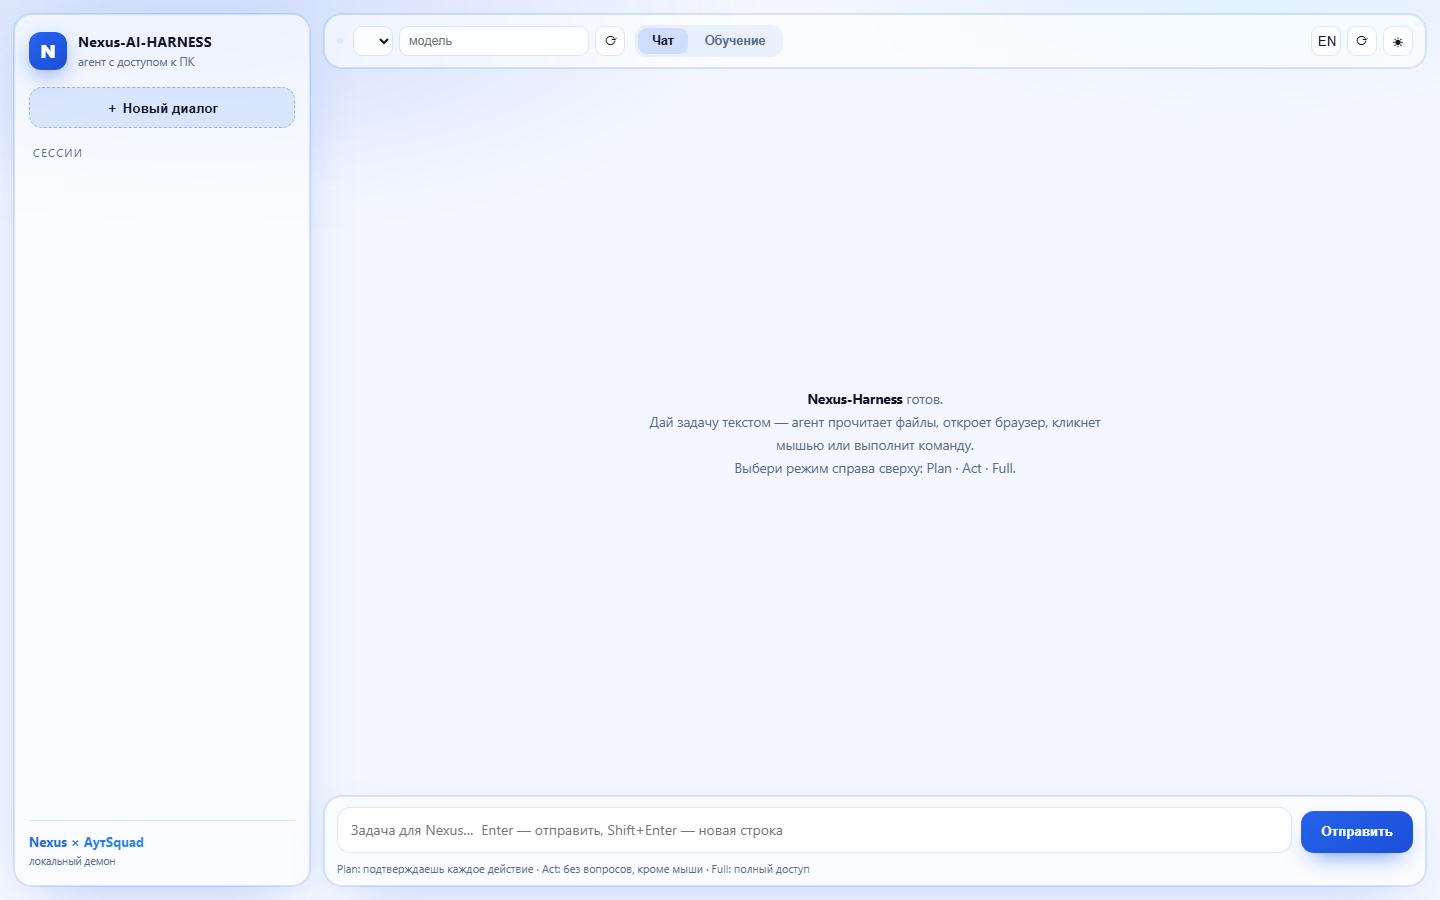 N
Nexus-AI-HARNESS
агент с доступом к ПК
+ Новый диалог
СЕССИИ
модель
Чат
Обучение
EN
Nexus-Harness готов.
Дай задачу текстом — агент прочитает файлы, откроет браузер, кликнет
мышью или выполнит команду.
Выбери режим справа сверху: Plan · Act · Full.
Задача для Nexus... Enter — отправить, Shift+Enter — новая строка
Отправить
Plan: подтверждаешь каждое действие · Act: без вопросов, кроме мыши · Full: полный доступ
Nexus × АутSquad
локальный демон